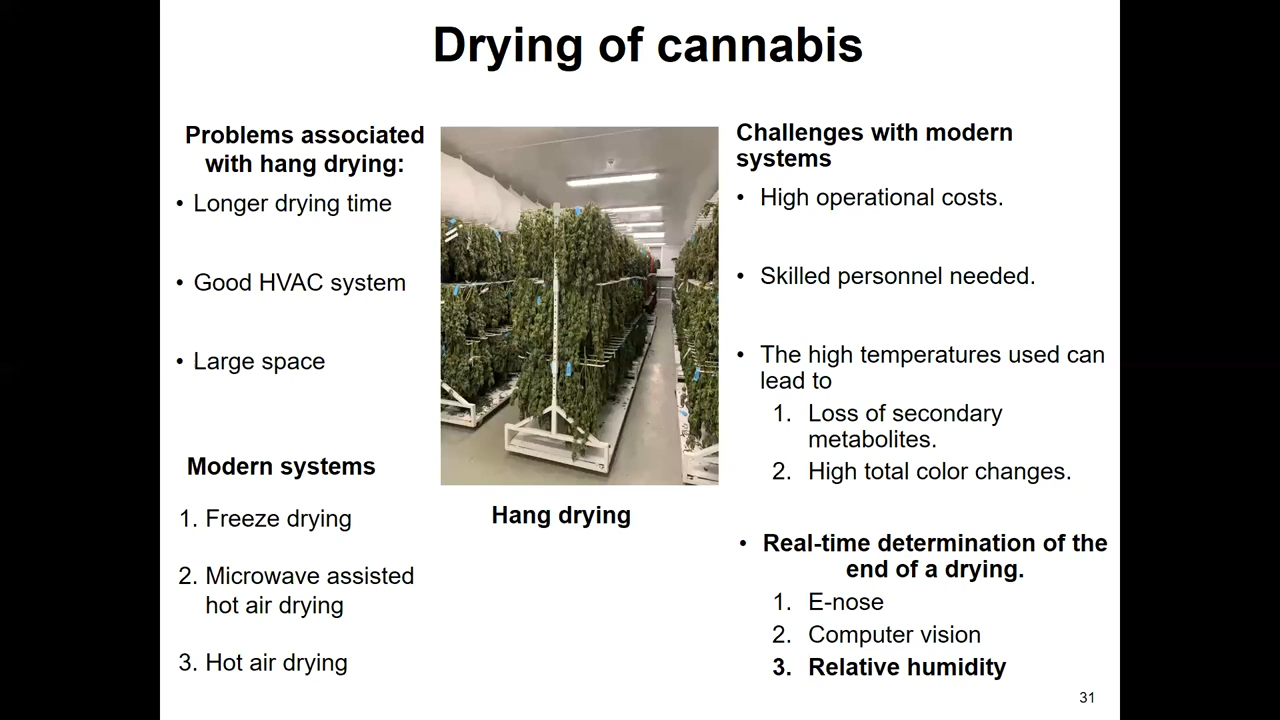 Drying of cannabis
Problems associated
with hang drying:
• Longer drying time
• Good HVAC system
• Large space
Modern systems
1. Freeze drying
2. Microwave assisted
hot air drying
3. Hot air drying
Hang drying
Challenges with modern
systems
• High operational costs.
• Skilled personnel needed.
• The high temperatures used can
lead to
1. Loss of secondary
metabolites.
2. High total color changes.
• Real-time determination of the
end of a drying.
1. E-nose
2. Computer vision
3. Relative humidity
31